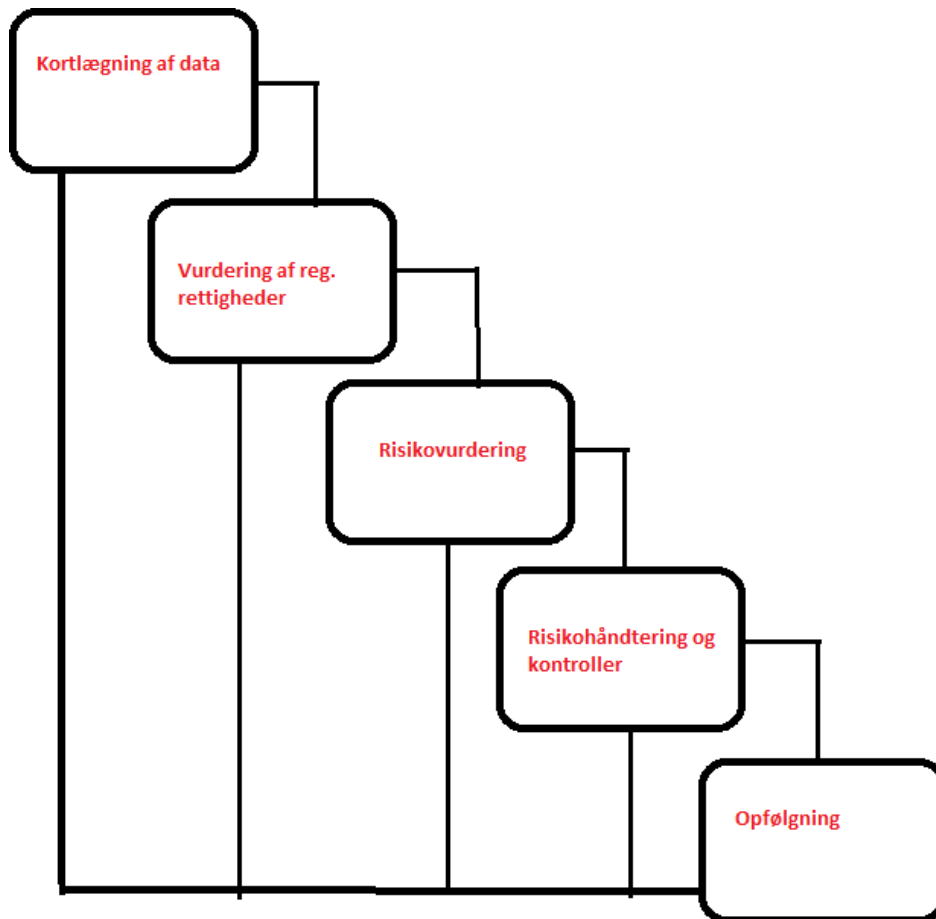 Kortlægning af data
Vurdering af reg.
rettigheder
Risikovurdering
Risikohåndtering og
kontroller
Opfølgning